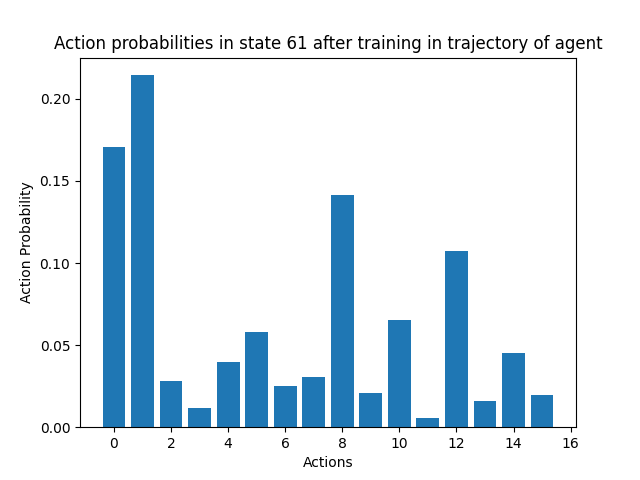 Action probabilities in state 61 after training in trajectory of agent
0.20
0.15
0.10
0.05
0.00
Action Probability
0 2 4 6 8 10 12 14 16
Actions